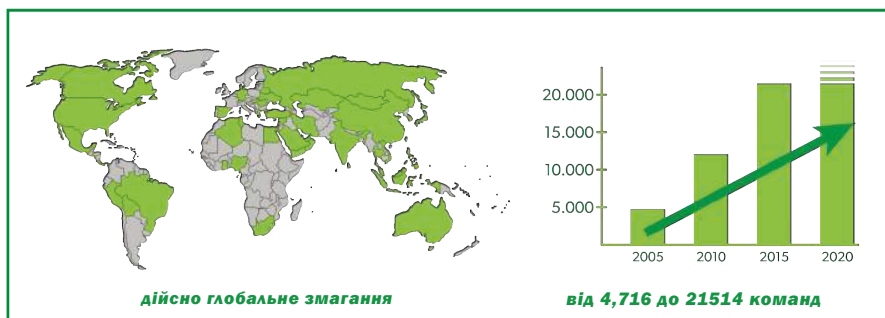 20.000
15.000
10.000
5.000
2005 2010 2015 2020
дійсно глобальне змагання
від 4,716 до 21514 команд